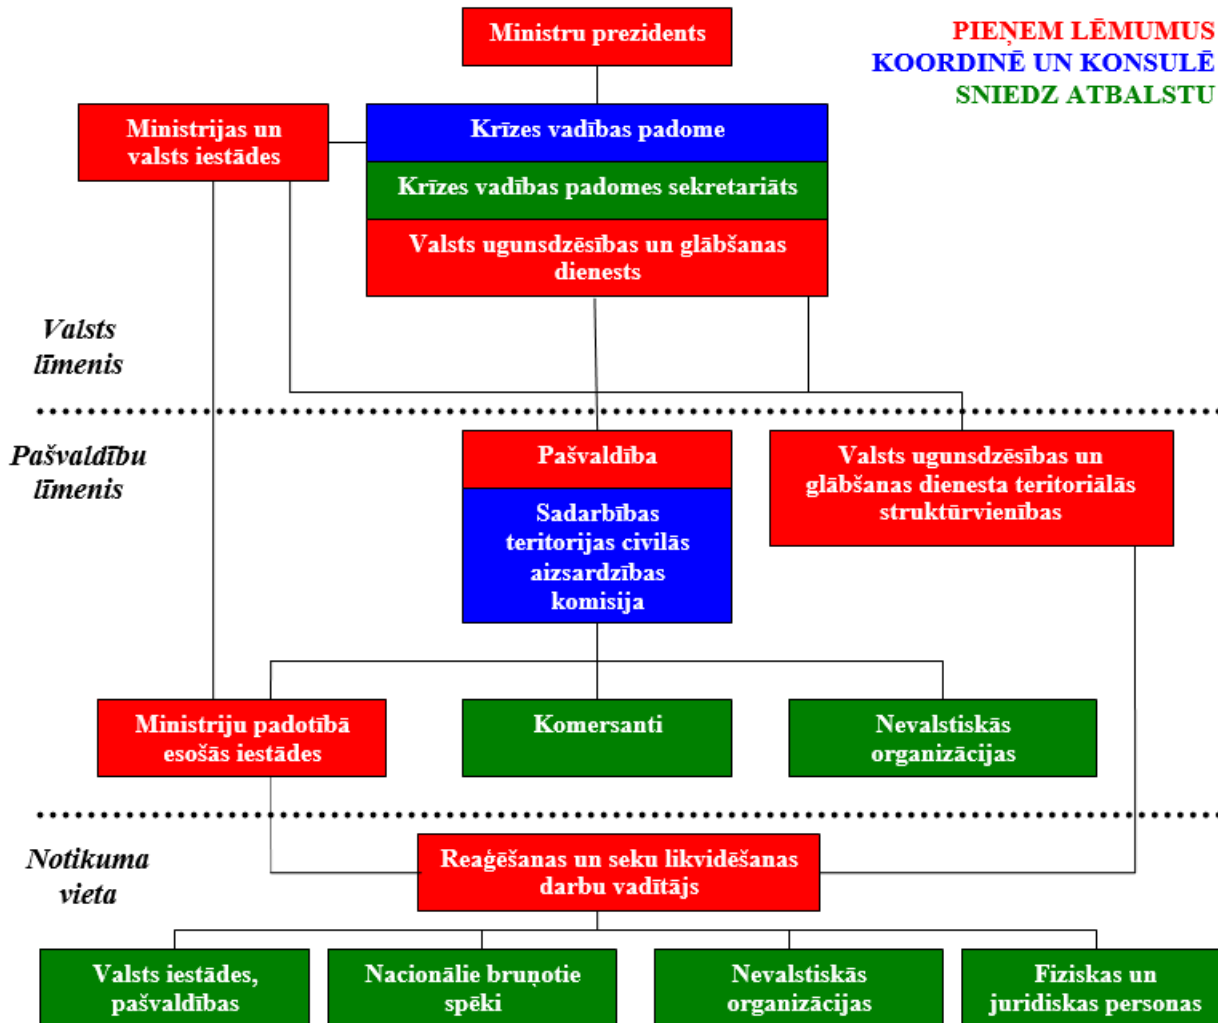 Ministru prezidents
PIEŅEM LĒMUMUS
KOORDINĒ UN KONSULĒ
SNIEDZ ATBALSTU
Ministrijas un
valsts iestādes
Krīzes vadības padome
Krīzes vadības padomes sekretariāts
Valsts ugunsdzēsības un glābšanas
dienests
Valsts
līmenis
Pašvaldību
līmenis
Pašvaldība
Sadarbības
teritorijas civilās
aizsardzības
komisija
Valsts ugunsdzēsības un
glābšanas dienesta teritoriālās
struktūrvienības
Ministriju padotībā
esošās iestādes
Komersanti
Nevalstiskās
organizācijas
Notikuma
vieta
Reaģēšanas un seku likvidēšanas
darbu vadītājs
Valsts iestādes,
pašvaldības
Nacionālie bruņotie
spēki
Nevalstiskās
organizācijas
Fiziskas un
juridiskas personas